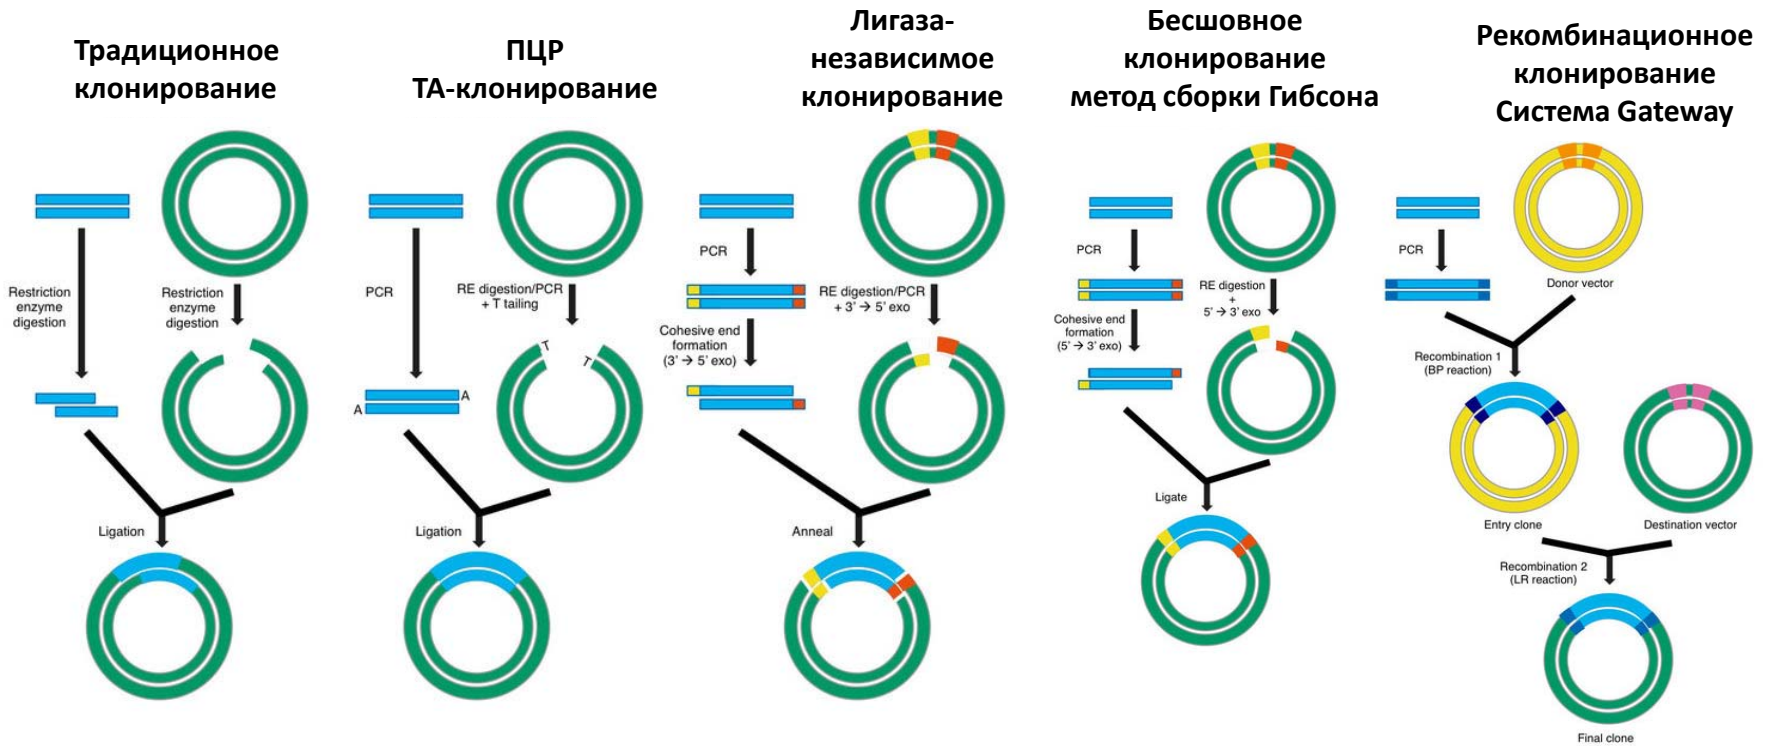 Традиционное
клонирование
Restriction
enzyme
digestion
Restriction
enzyme
digestion
Ligation
ПЦР
ТА-клонирование
PCR
RE digestion/PCR
+ T tailing
T
T
A
A
Ligation
Лигаза-
независимое
клонирование
PCR
RE digestion/PCR
+ 3' → 5' exo
Cohesive end
formation
(3' → 5' exo)
Anneal
Бесшовное
клонирование
метод сборки Гибсона
PCR
RE digestion
+
5' → 3' exo
Cohesive end
formation
(5' → 3' exo)
Ligate
Рекомбинационное
клонирование
Система Gateway
PCR
Donor vector
Recombination 1
(BP reaction)
Entry clone
Destination vector
Recombination 2
(LR reaction)
Final clone